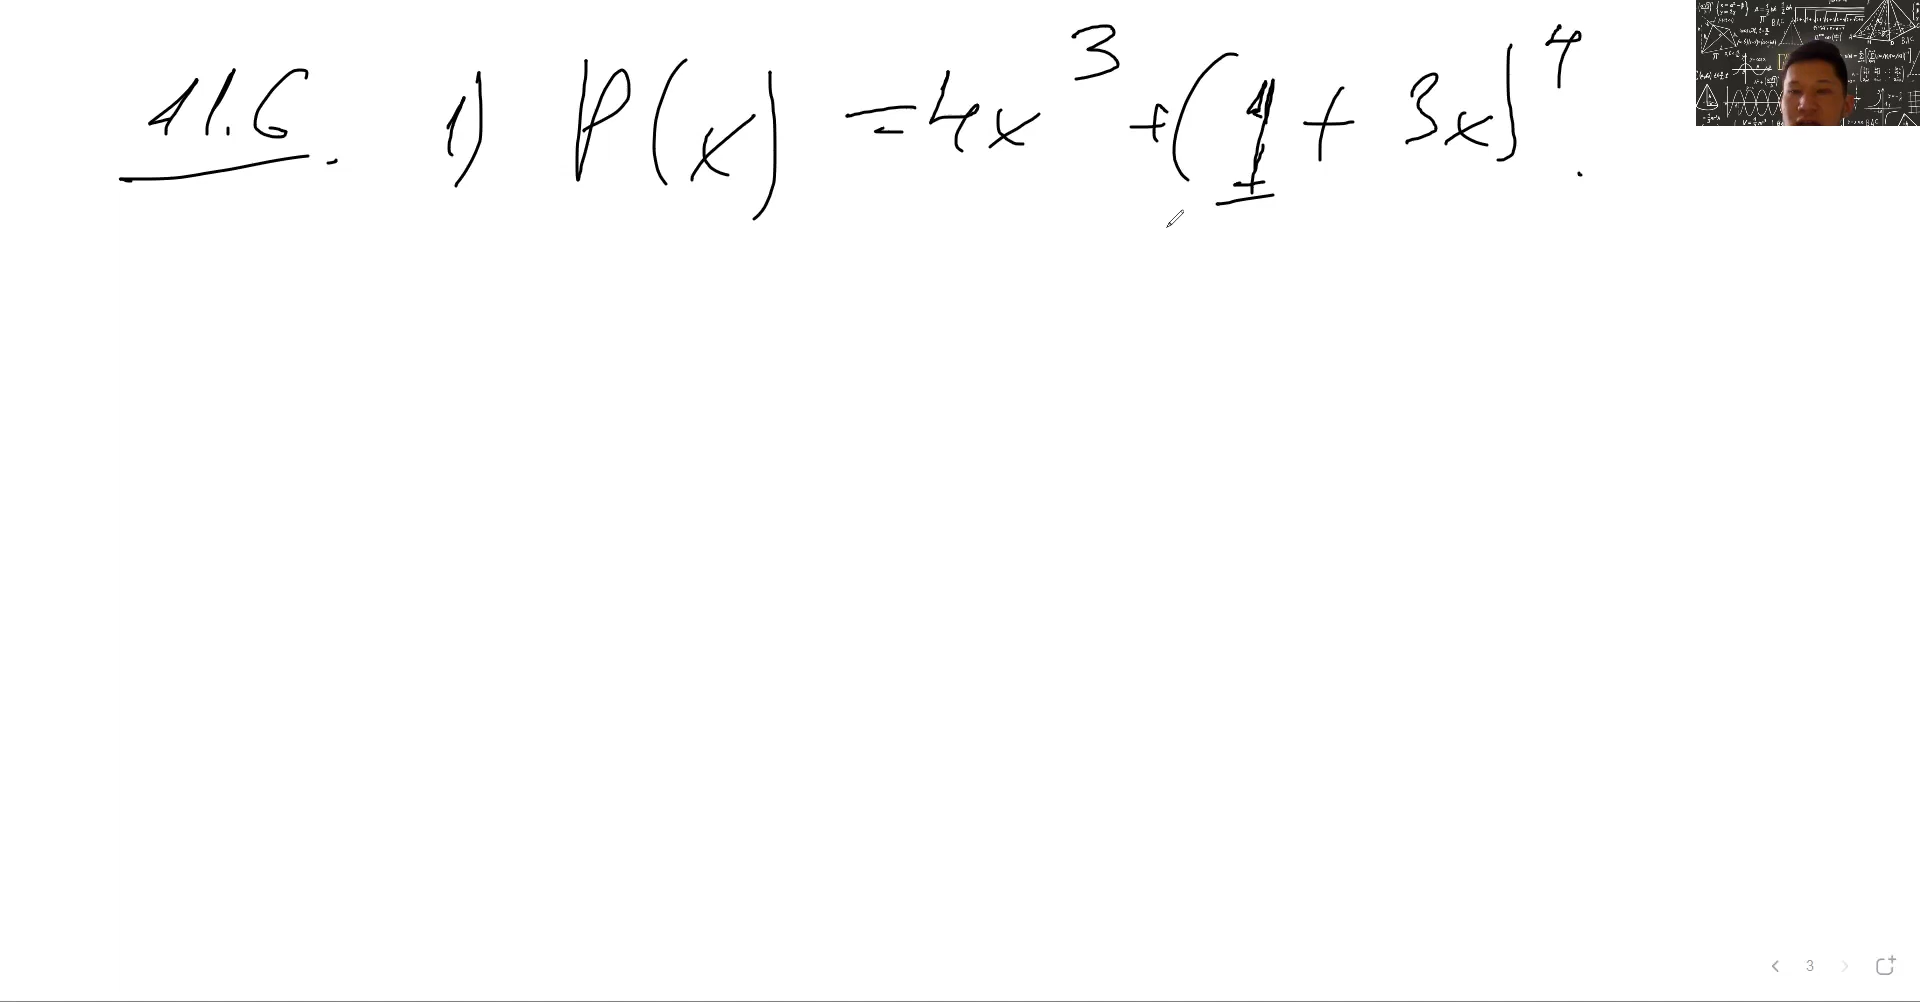 11.6. 1) P(x) = 4x³ + (1 + 3x)⁴.
3